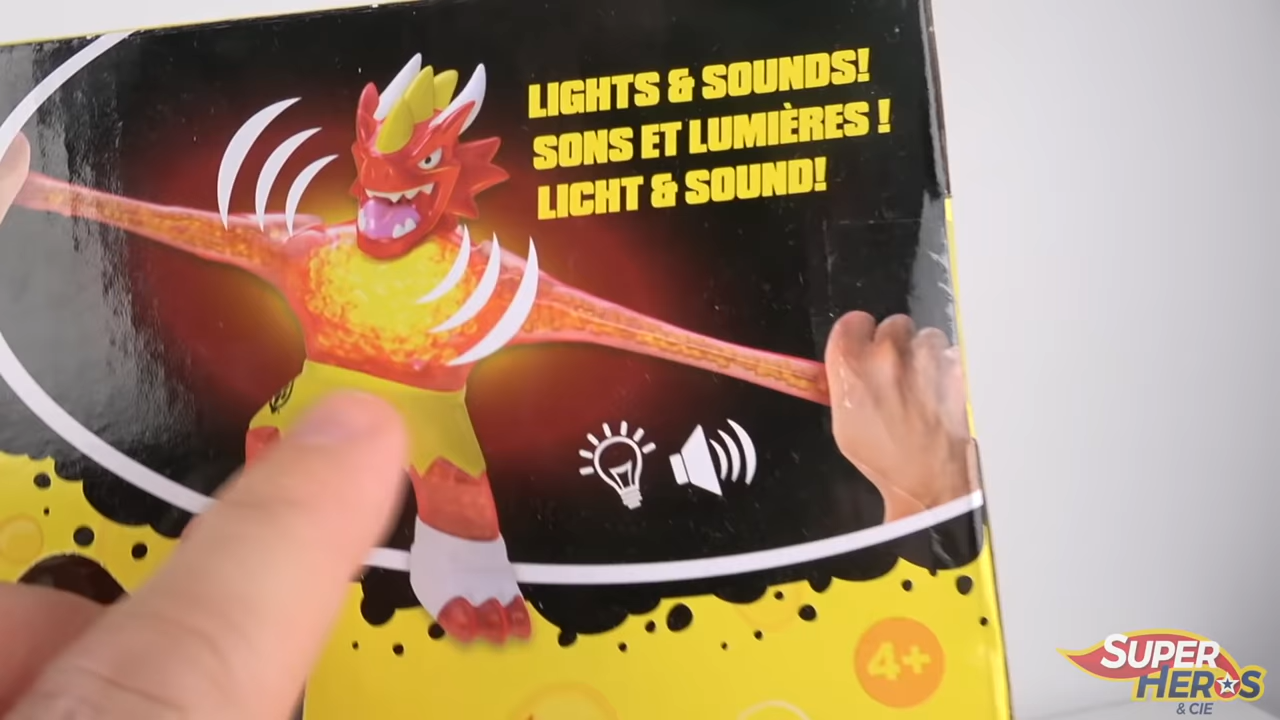 LIGHTS & SOUNDS!
SONS ET LUMIÈRES !
LICHT & SOUND!
4+
SUPER
HEROS
& CIE